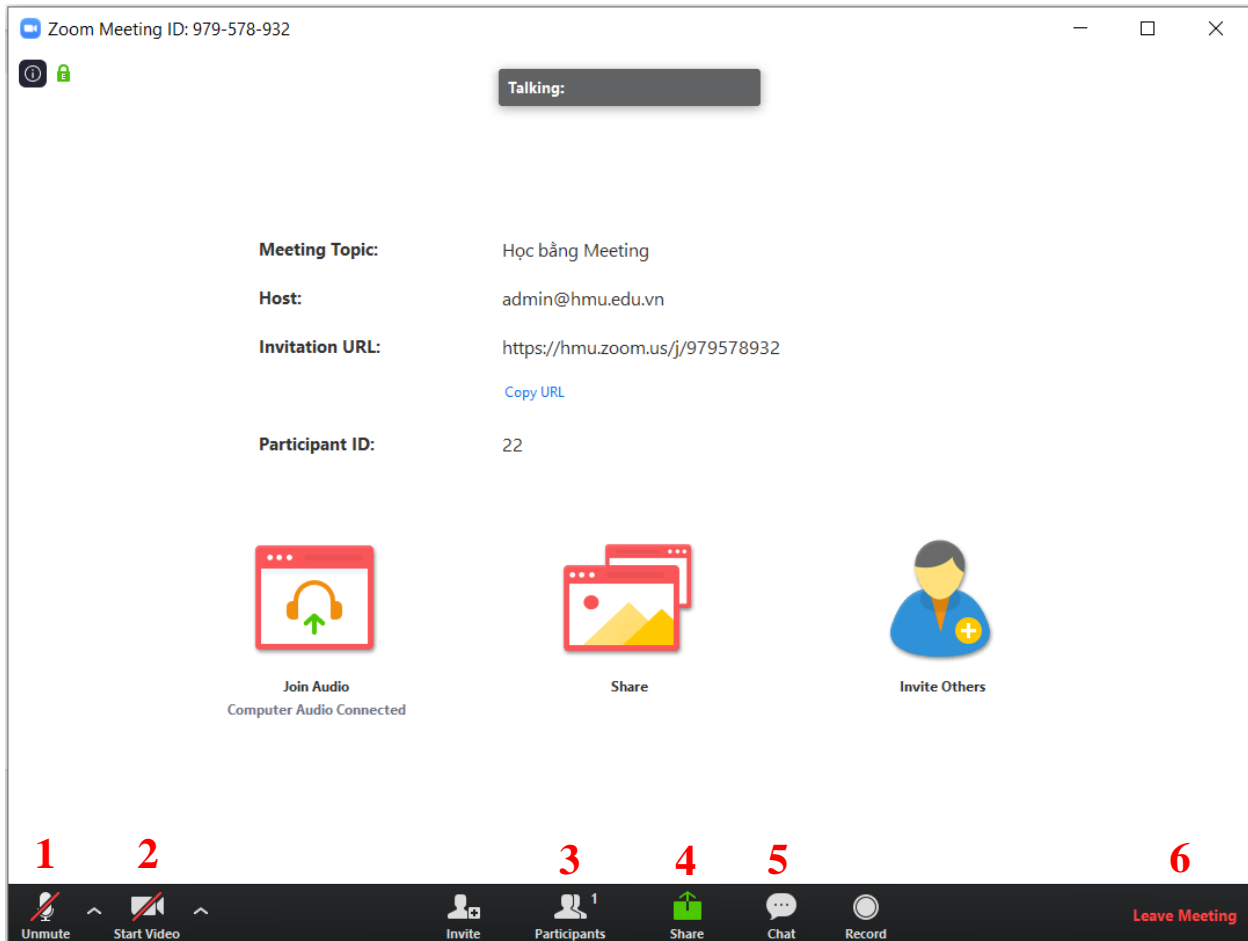 Zoom Meeting ID: 979-578-932
Talking:
Meeting Topic: Học bằng Meeting
Host: admin@hmu.edu.vn
Invitation URL: https://hmu.zoom.us/j/979578932
Copy URL
Participant ID: 22
Join Audio Share Invite Others
Computer Audio Connected
1 2 3 4 5 6
1
Unmute Start Video Invite Participants Share Chat Record Leave Meeting